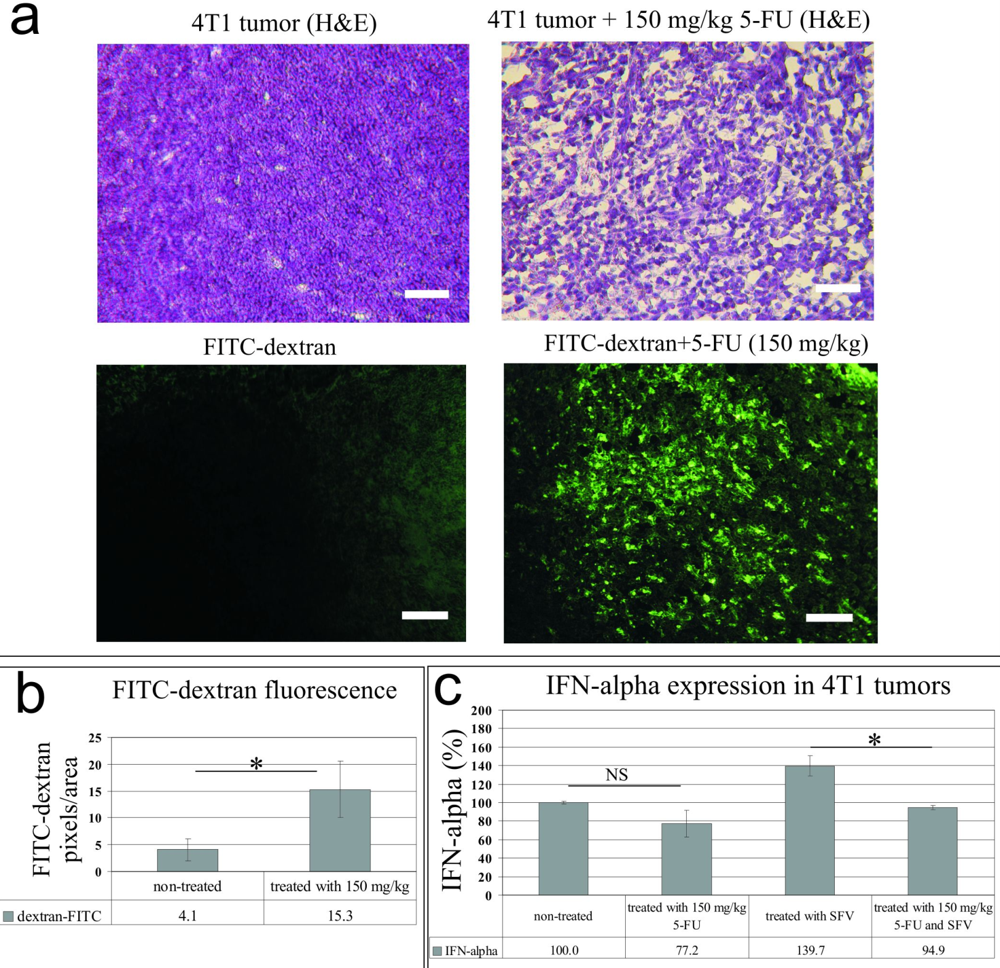 a
4T1 tumor (H&E)
4T1 tumor + 150 mg/kg 5-FU (H&E)
FITC-dextran
FITC-dextran+5-FU (150 mg/kg)
b
FITC-dextran fluorescence
FITC-dextran
pixels/area
25
20
15
10
5
0
*
non-treated
treated with 150 mg/kg
dextran-FITC
4.1
15.3
c
IFN-alpha expression in 4T1 tumors
IFN-alpha (%)
200
180
160
140
120
100
80
60
40
20
0
NS
*
non-treated
treated with 150 mg/kg
5-FU
treated with SFV
treated with 150 mg/kg
5-FU and SFV
IFN-alpha
100.0
77.2
139.7
94.9